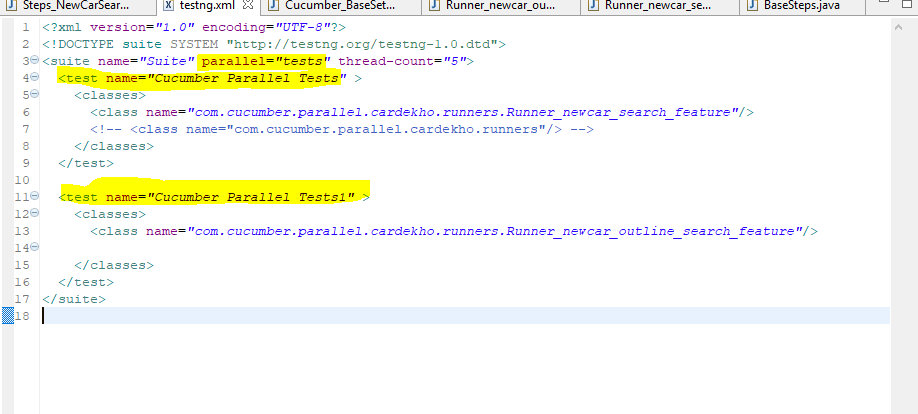 Steps_NewCarSear... testng.xml Cucumber_BaseSet... Runner_newcar_ou... Runner_newcar_se... BaseSteps.java
1 <?xml version="1.0" encoding="UTF-8"?>
2 <!DOCTYPE suite SYSTEM "http://testng.org/testng-1.0.dtd">
3 <suite name="Suite" parallel="tests" thread-count="5">
4 <test name="Cucumber Parallel Tests" >
5 <classes>
6 <class name="com.cucumber.parallel.cardekho.runners.Runner_newcar_search_feature"/>
7 <!-- <class name="com.cucumber.parallel.cardekho.runners"/> -->
8 </classes>
9 </test>
10
11 <test name="Cucumber Parallel Tests1" >
12 <classes>
13 <class name="com.cucumber.parallel.cardekho.runners.Runner_newcar_outline_search_feature"/>
14
15 </classes>
16 </test>
17 </suite>
18